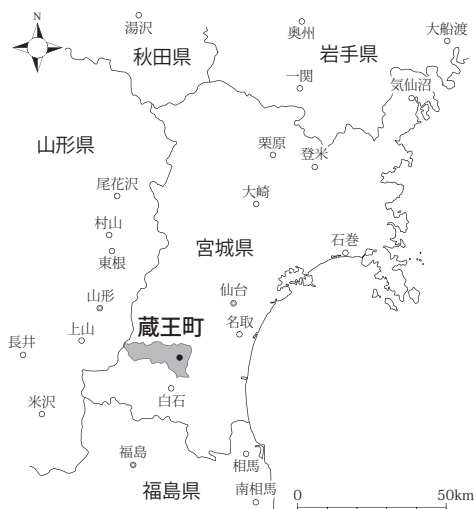 N
湯沢
秋田県
奥州
岩手県
大船渡
一関
気仙沼
山形県
栗原
登米
尾花沢
大崎
村山
東根
宮城県
石巻
山形
仙台
上山
蔵王町
名取
長井
米沢
白石
福島
相馬
福島県
南相馬
0
50km